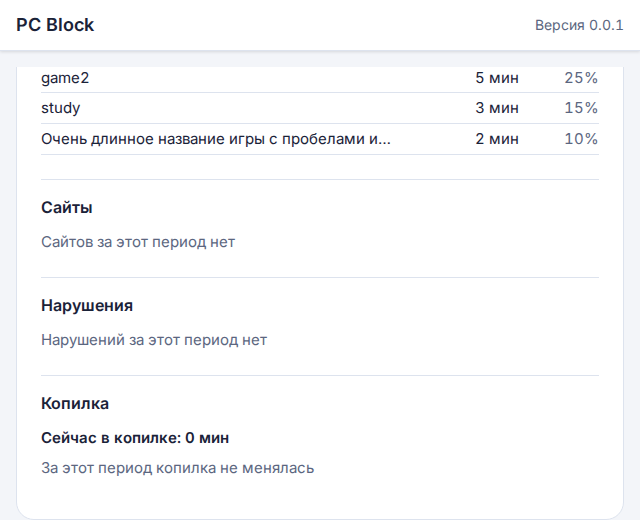 PC Block
Версия 0.0.1
game2 5 мин 25%
study 3 мин 15%
Очень длинное название игры с пробелами и... 2 мин 10%
Сайты
Сайтов за этот период нет
Нарушения
Нарушений за этот период нет
Копилка
Сейчас в копилке: 0 мин
За этот период копилка не менялась